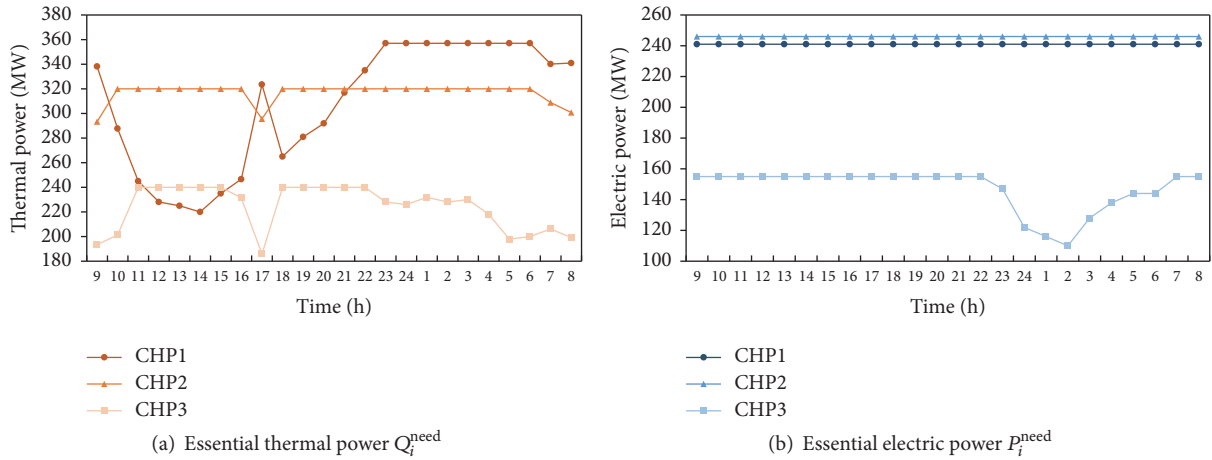 380
360
340
320
300
280
260
240
220
200
180
Thermal power (MW)
9 10 11 12 13 14 15 16 17 18 19 20 21 22 23 24 1 2 3 4 5 6 7 8
Time (h)
CHP1
CHP2
CHP3
(a) Essential thermal power Q_i^need
260
240
220
200
180
160
140
120
100
Electric power (MW)
9 10 11 12 13 14 15 16 17 18 19 20 21 22 23 24 1 2 3 4 5 6 7 8
Time (h)
CHP1
CHP2
CHP3
(b) Essential electric power P_i^need